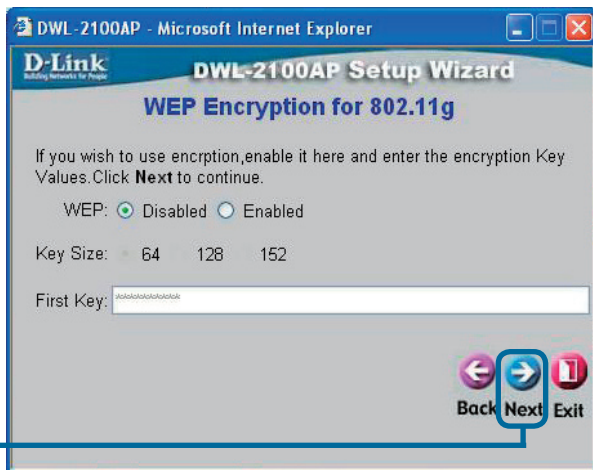 DWL-2100AP - Microsoft Internet Explorer
D-Link
Building Networks for People
DWL-2100AP Setup Wizard
WEP Encryption for 802.11g
If you wish to use encrption,enable it here and enter the encryption Key
Values.Click Next to continue.
WEP: Disabled Enabled
Key Size: 64 128 152
First Key: **************
Back Next Exit